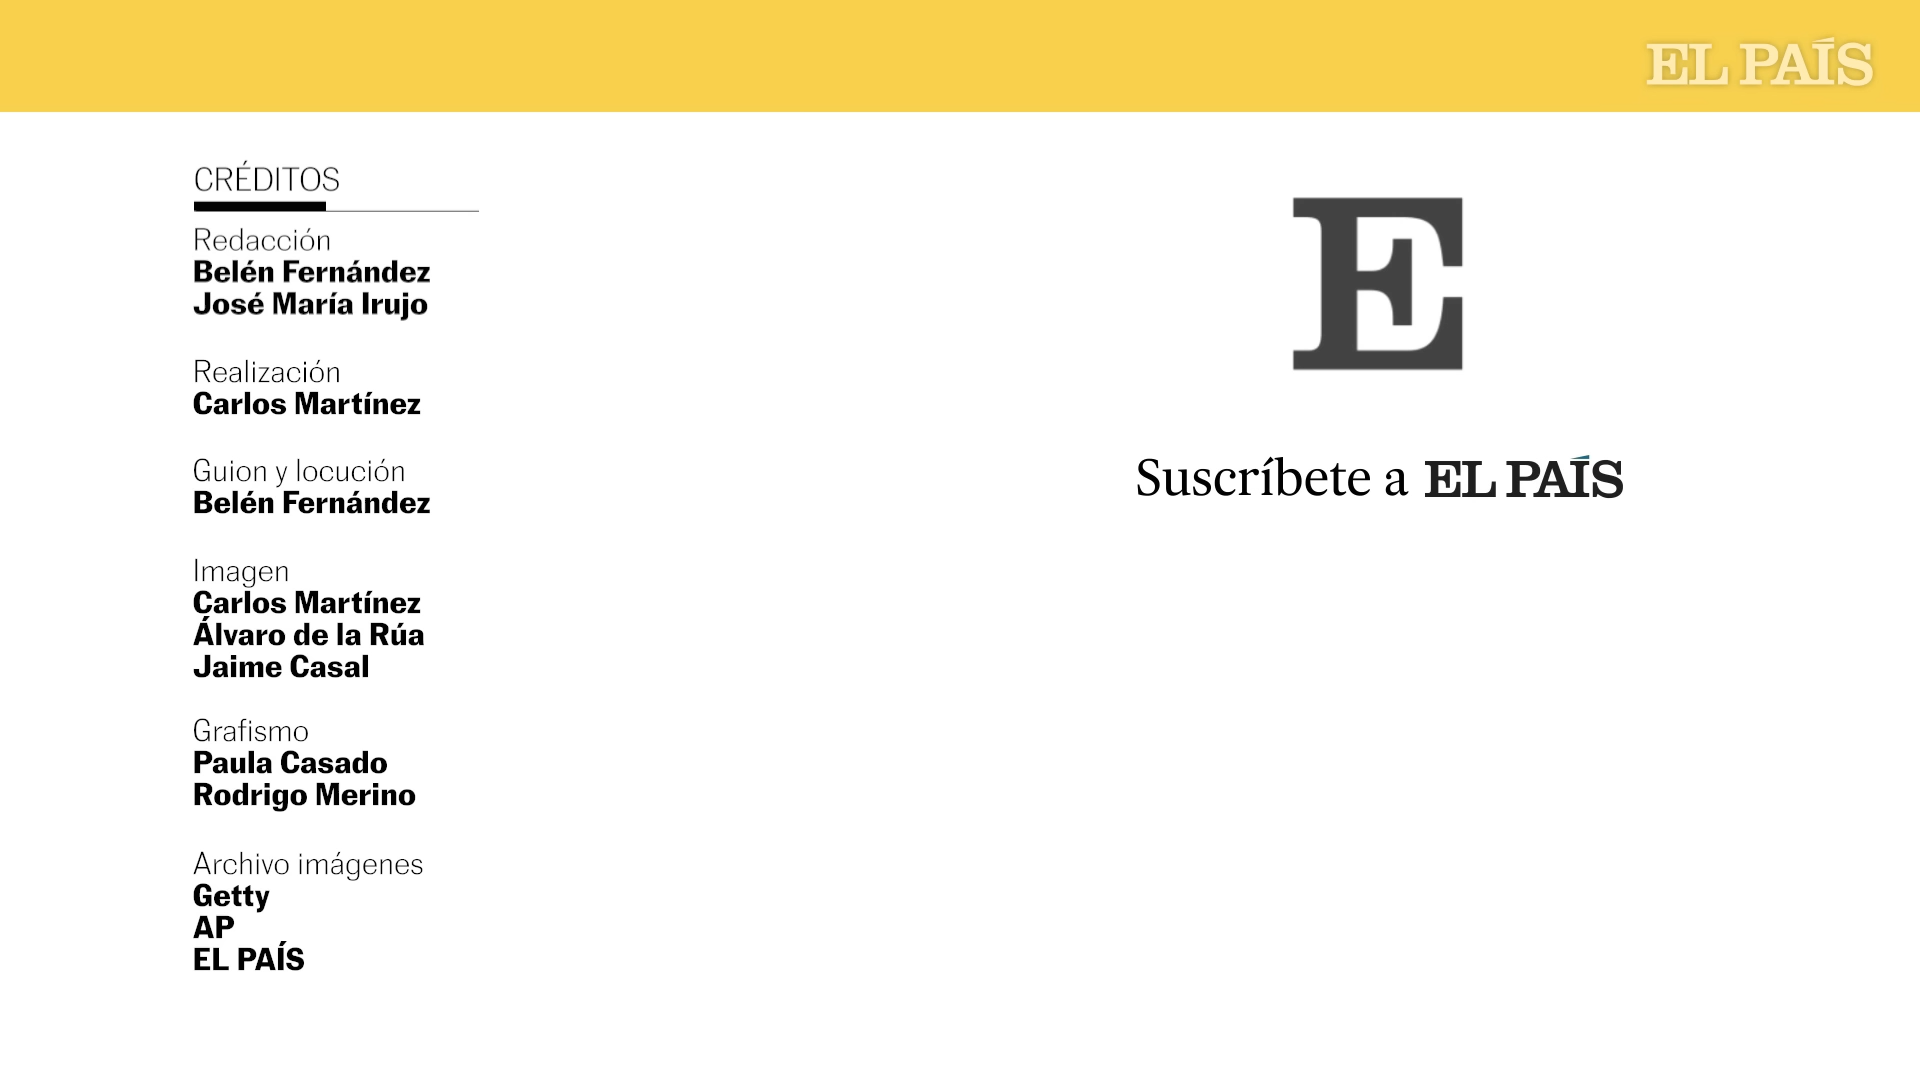 EL PAÍS
CRÉDITOS
Redacción
Belén Fernández
José María Irujo
Realización
Carlos Martínez
Guion y locución
Belén Fernández
Imagen
Carlos Martínez
Álvaro de la Rúa
Jaime Casal
Grafismo
Paula Casado
Rodrigo Merino
Archivo imágenes
Getty
AP
EL PAÍS
E
Suscríbete a EL PAÍS